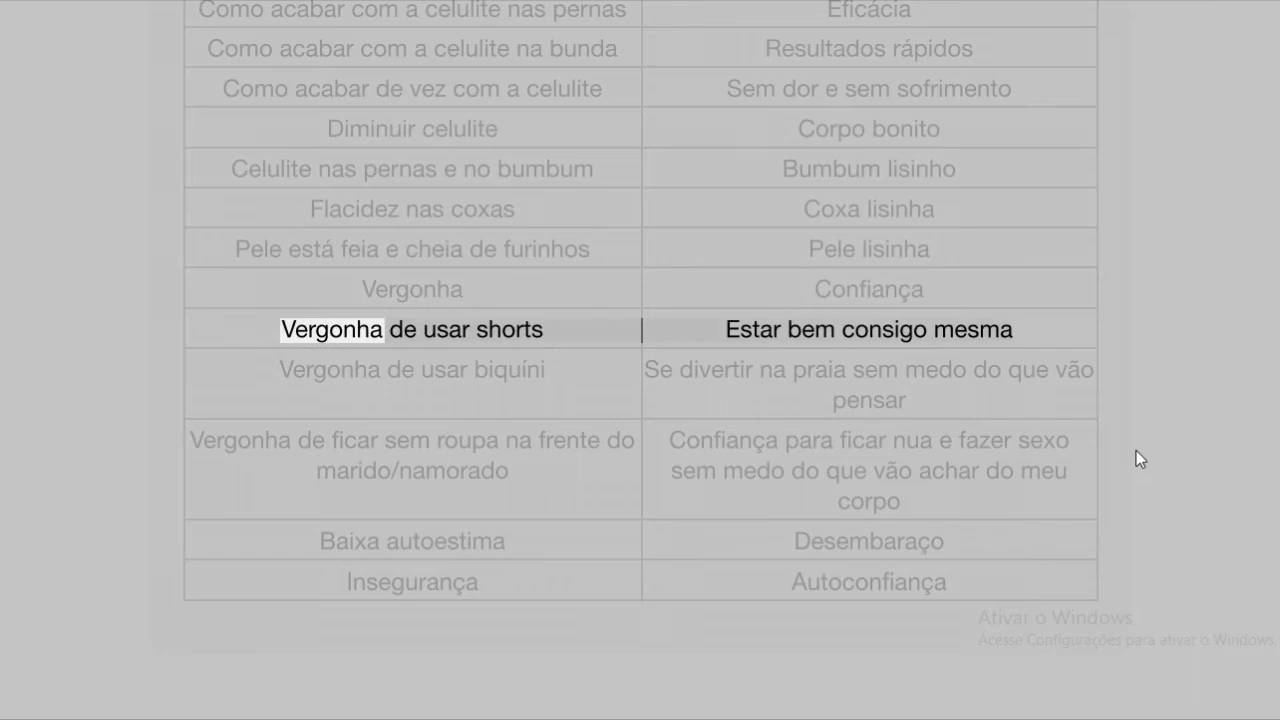 Como acabar com a celulite nas pernas
Eficácia
Como acabar com a celulite na bunda
Resultados rápidos
Como acabar de vez com a celulite
Sem dor e sem sofrimento
Diminuir celulite
Corpo bonito
Celulite nas pernas e no bumbum
Bumbum lisinho
Flacidez nas coxas
Coxa lisinha
Pele está feia e cheia de furinhos
Pele lisinha
Vergonha
Confiança
Vergonha de usar shorts
Estar bem consigo mesma
Vergonha de usar biquíni
Se divertir na praia sem medo do que vão
pensar
Vergonha de ficar sem roupa na frente do
marido/namorado
Confiança para ficar nua e fazer sexo
sem medo do que vão achar do meu
corpo
Baixa autoestima
Desembaraço
Insegurança
Autoconfiança
Ativar o Windows
Acesse Configurações para ativar o Windows.